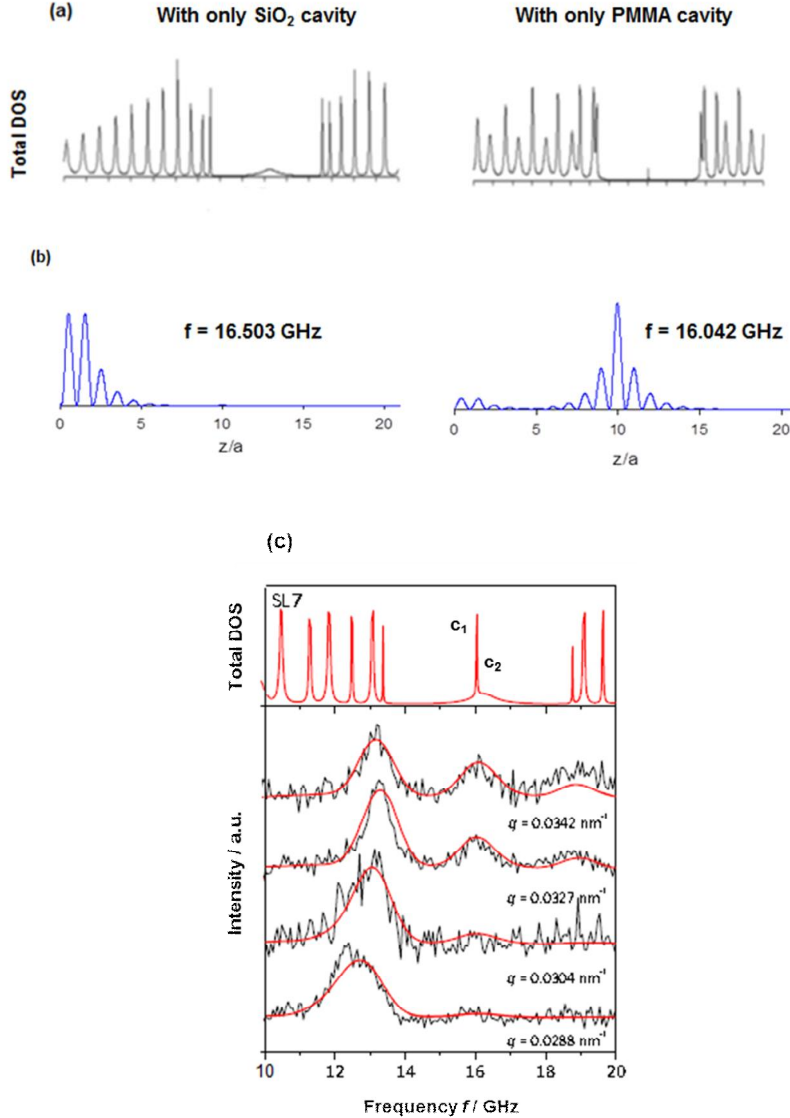 (a)
With only SiO₂ cavity
With only PMMA cavity
Total DOS
(b)
f = 16.503 GHz
f = 16.042 GHz
0 5 10 15 20
z/a
0 5 10 15 20
z/a
(c)
SL7
Total DOS
c₁
c₂
Intensity / a.u.
q = 0.0342 nm⁻¹
q = 0.0327 nm⁻¹
q = 0.0304 nm⁻¹
q = 0.0288 nm⁻¹
10 12 14 16 18 20
Frequency f / GHz